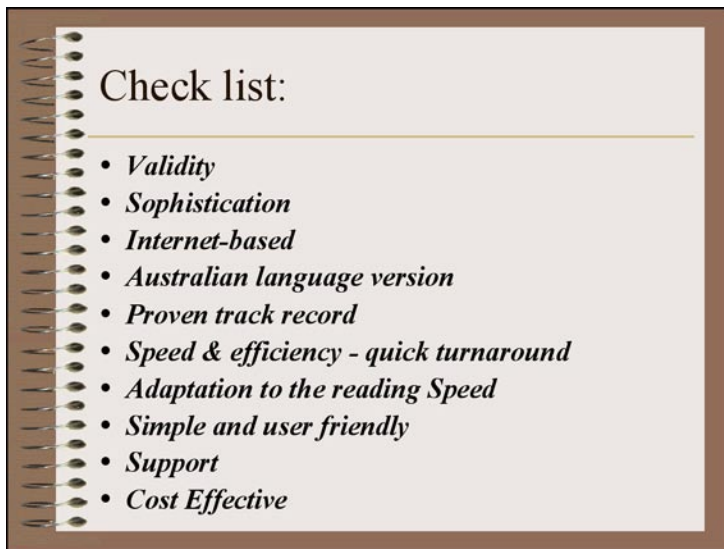 Check list:
• Validity
• Sophistication
• Internet-based
• Australian language version
• Proven track record
• Speed & efficiency - quick turnaround
• Adaptation to the reading Speed
• Simple and user friendly
• Support
• Cost Effective